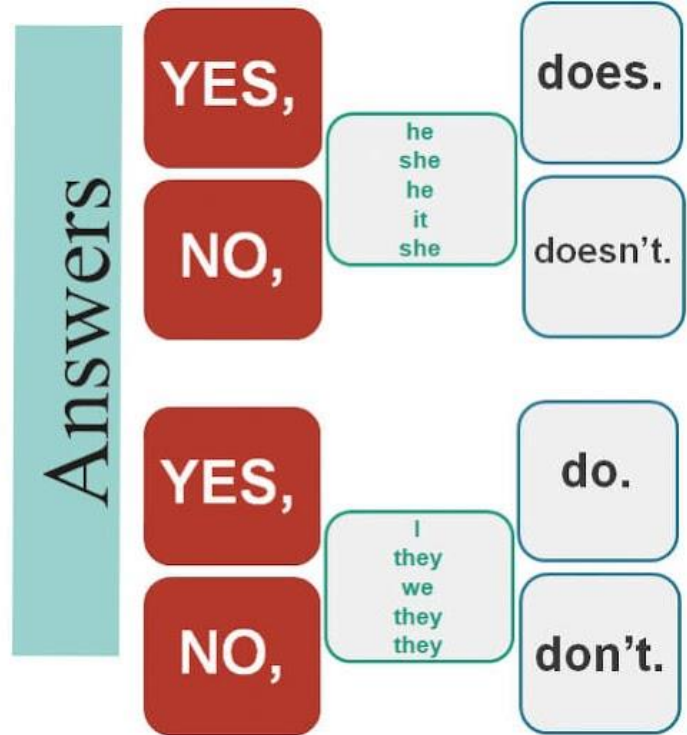 Answers
YES,
he
she
he
it
she
does.
NO,
doesn't.
YES,
I
they
we
they
they
do.
NO,
don't.